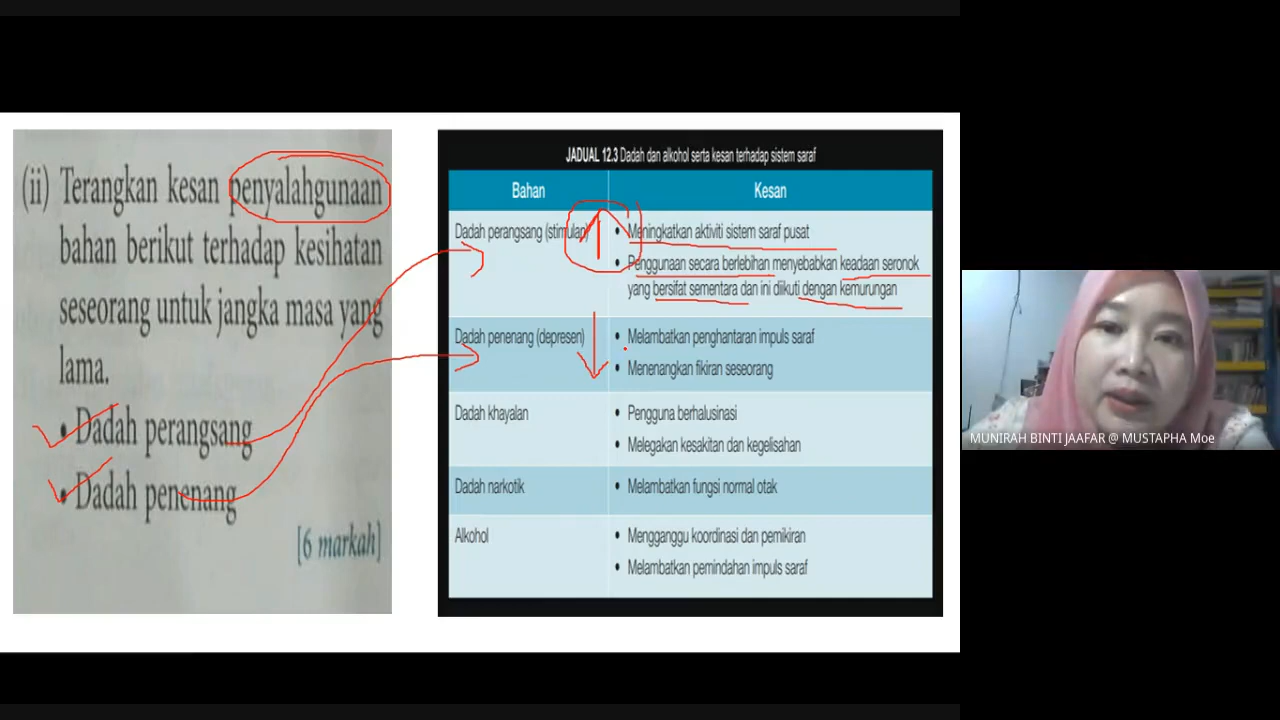 (ii) Terangkan kesan penyalahgunaan
bahan berikut terhadap kesihatan
seseorang untuk jangka masa yang
lama.
• Dadah perangsang
• Dadah penenang
[6 markah]
JADUAL 12.3 Dadah dan alkohol serta kesan terhadap sistem saraf
Bahan Kesan
Dadah perangsang (stimulan) • Meningkatkan aktiviti sistem saraf pusat
• Penggunaan secara berlebihan menyebabkan keadaan seronok
yang bersifat sementara dan ini diikuti dengan kemurungan
Dadah penenang (depresen) • Melambatkan penghantaran impuls saraf
• Menenangkan fikiran seseorang
Dadah khayalan • Pengguna berhalusinasi
• Melegakan kesakitan dan kegelisahan
Dadah narkotik • Melambatkan fungsi normal otak
Alkohol • Mengganggu koordinasi dan pemikiran
• Melambatkan pemindahan impuls saraf
MUNIRAH BINTI JAAFAR @ MUSTAPHA Moe